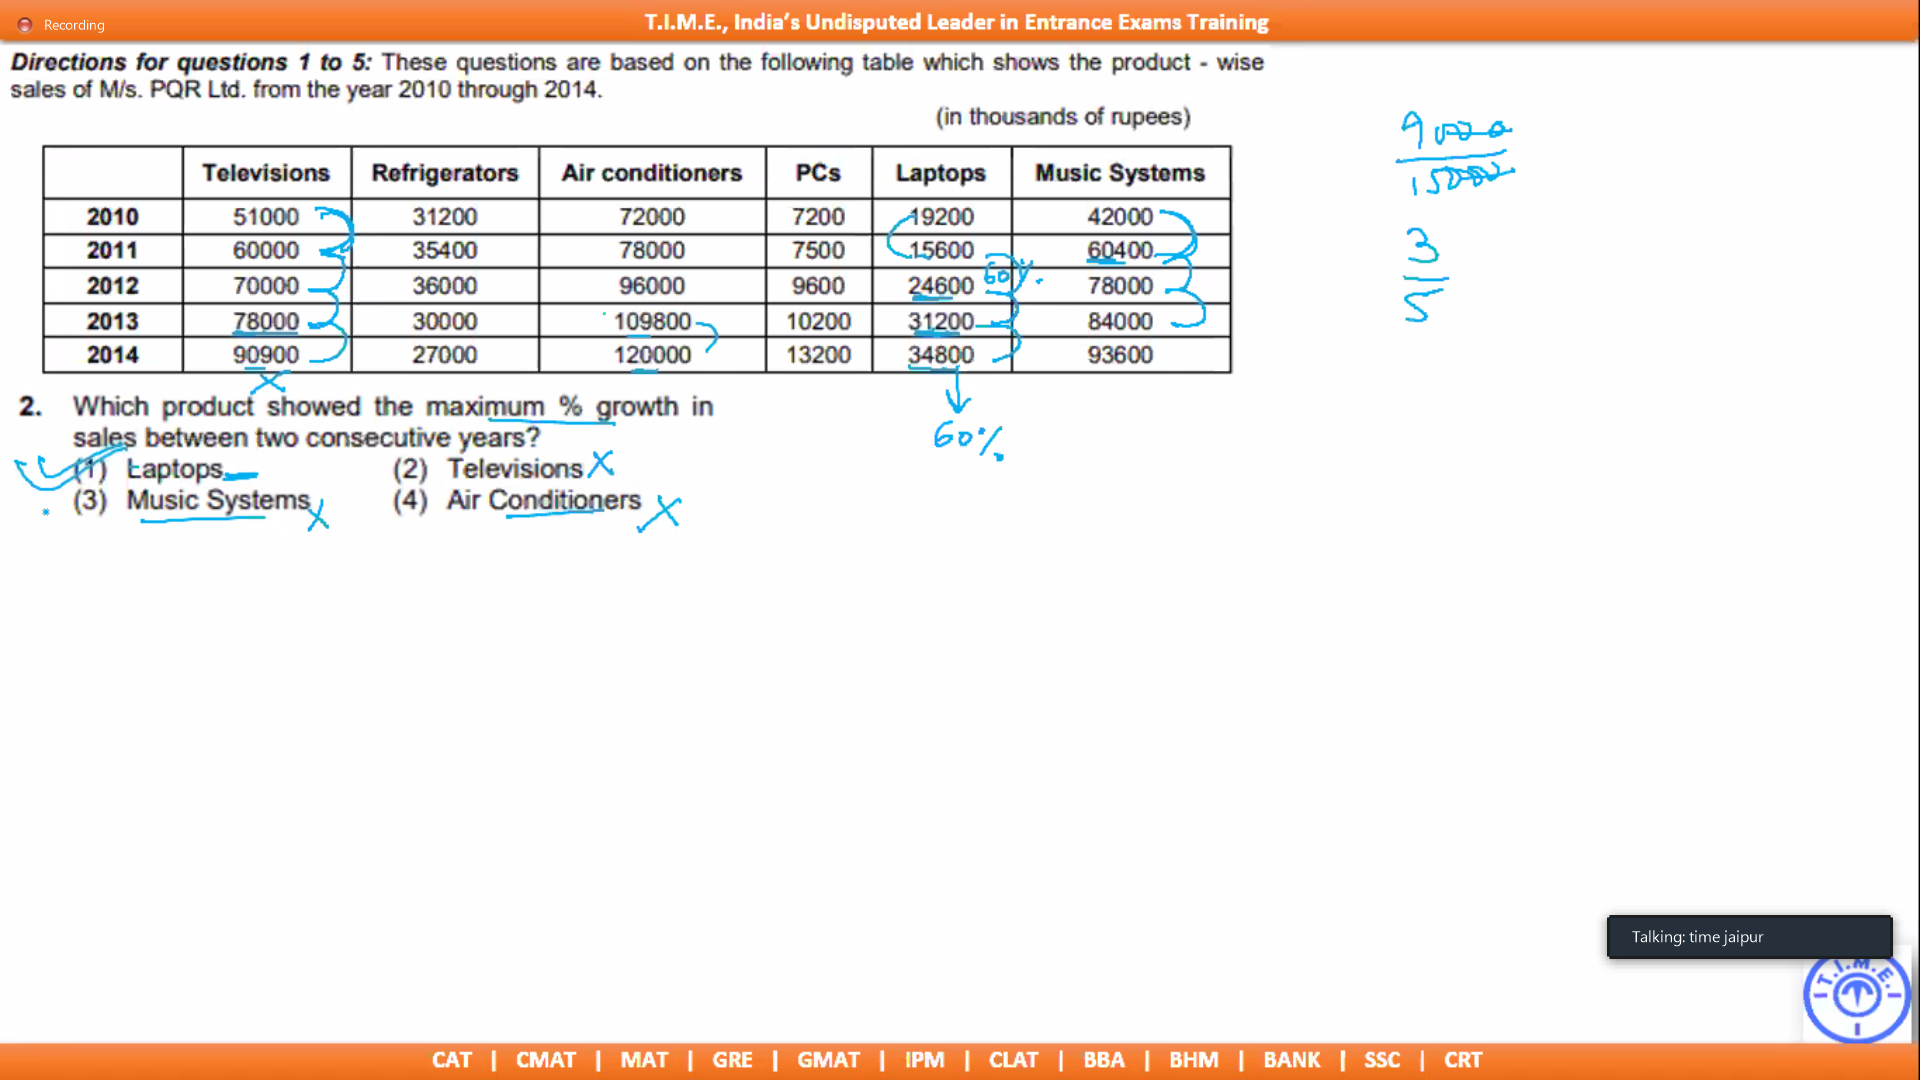 Recording
T.I.M.E., India's Undisputed Leader in Entrance Exams Training
Directions for questions 1 to 5: These questions are based on the following table which shows the product - wise
sales of M/s. PQR Ltd. from the year 2010 through 2014.
(in thousands of rupees)
Televisions Refrigerators Air conditioners PCs Laptops Music Systems
2010 51000 31200 72000 7200 19200 42000
2011 60000 35400 78000 7500 15600 60400
2012 70000 36000 96000 9600 24600 78000
2013 78000 30000 109800 10200 31200 84000
2014 90900 27000 120000 13200 34800 93600
60%
60%
9000
15000
3
5
2. Which product showed the maximum % growth in
sales between two consecutive years?
(1) Laptops (2) Televisions
(3) Music Systems (4) Air Conditioners
Talking: time jaipur
T.I.M.E.
CAT | CMAT | MAT | GRE | GMAT | IPM | CLAT | BBA | BHM | BANK | SSC | CRT